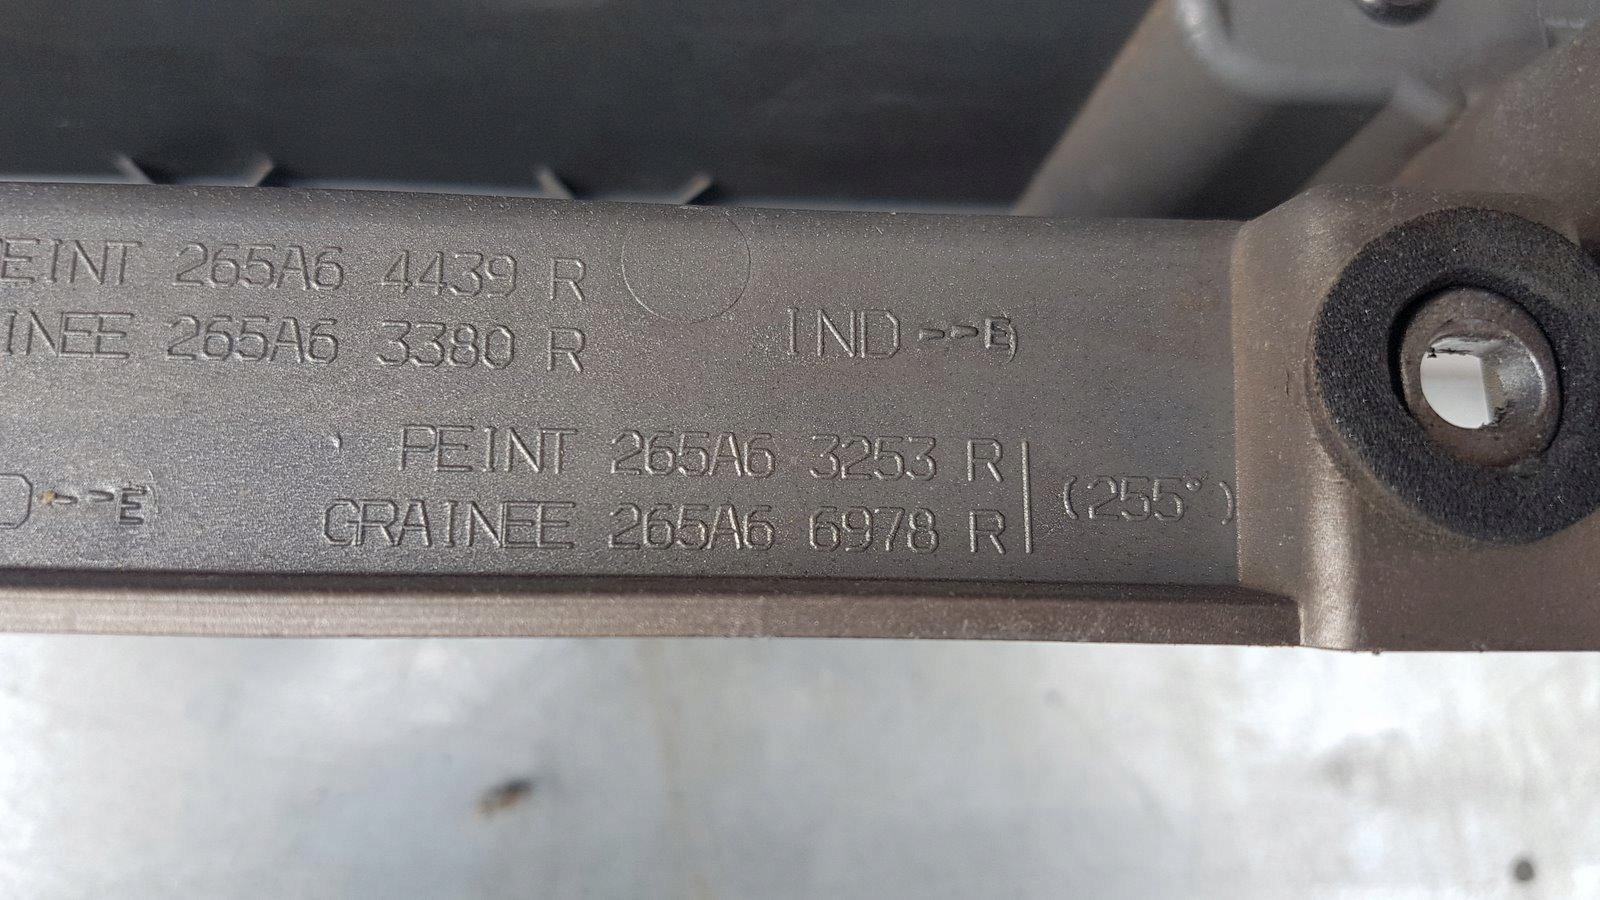 EINT 265A6 4439 R
INEE 265A6 3380 R
IND --E
PEINT 265A6 3253 R
GRAINEE 265A6 6978 R
(255°)
D --E